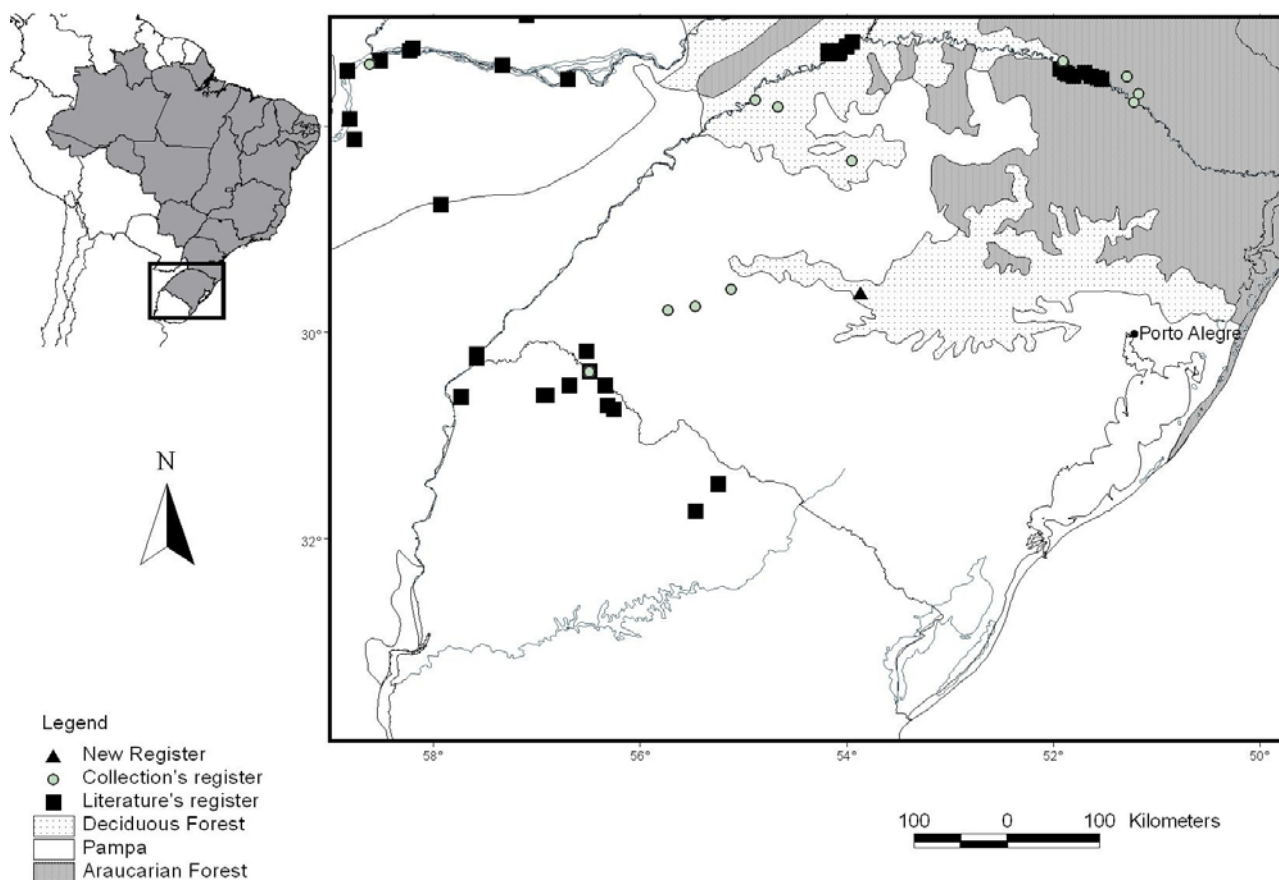 30°
Porto Alegre
N
32°
58°
56°
54°
52°
50°
Legend
New Register
Collection's register
Literature's register
Deciduous Forest
Pampa
Araucarian Forest
100 0 100 Kilometers